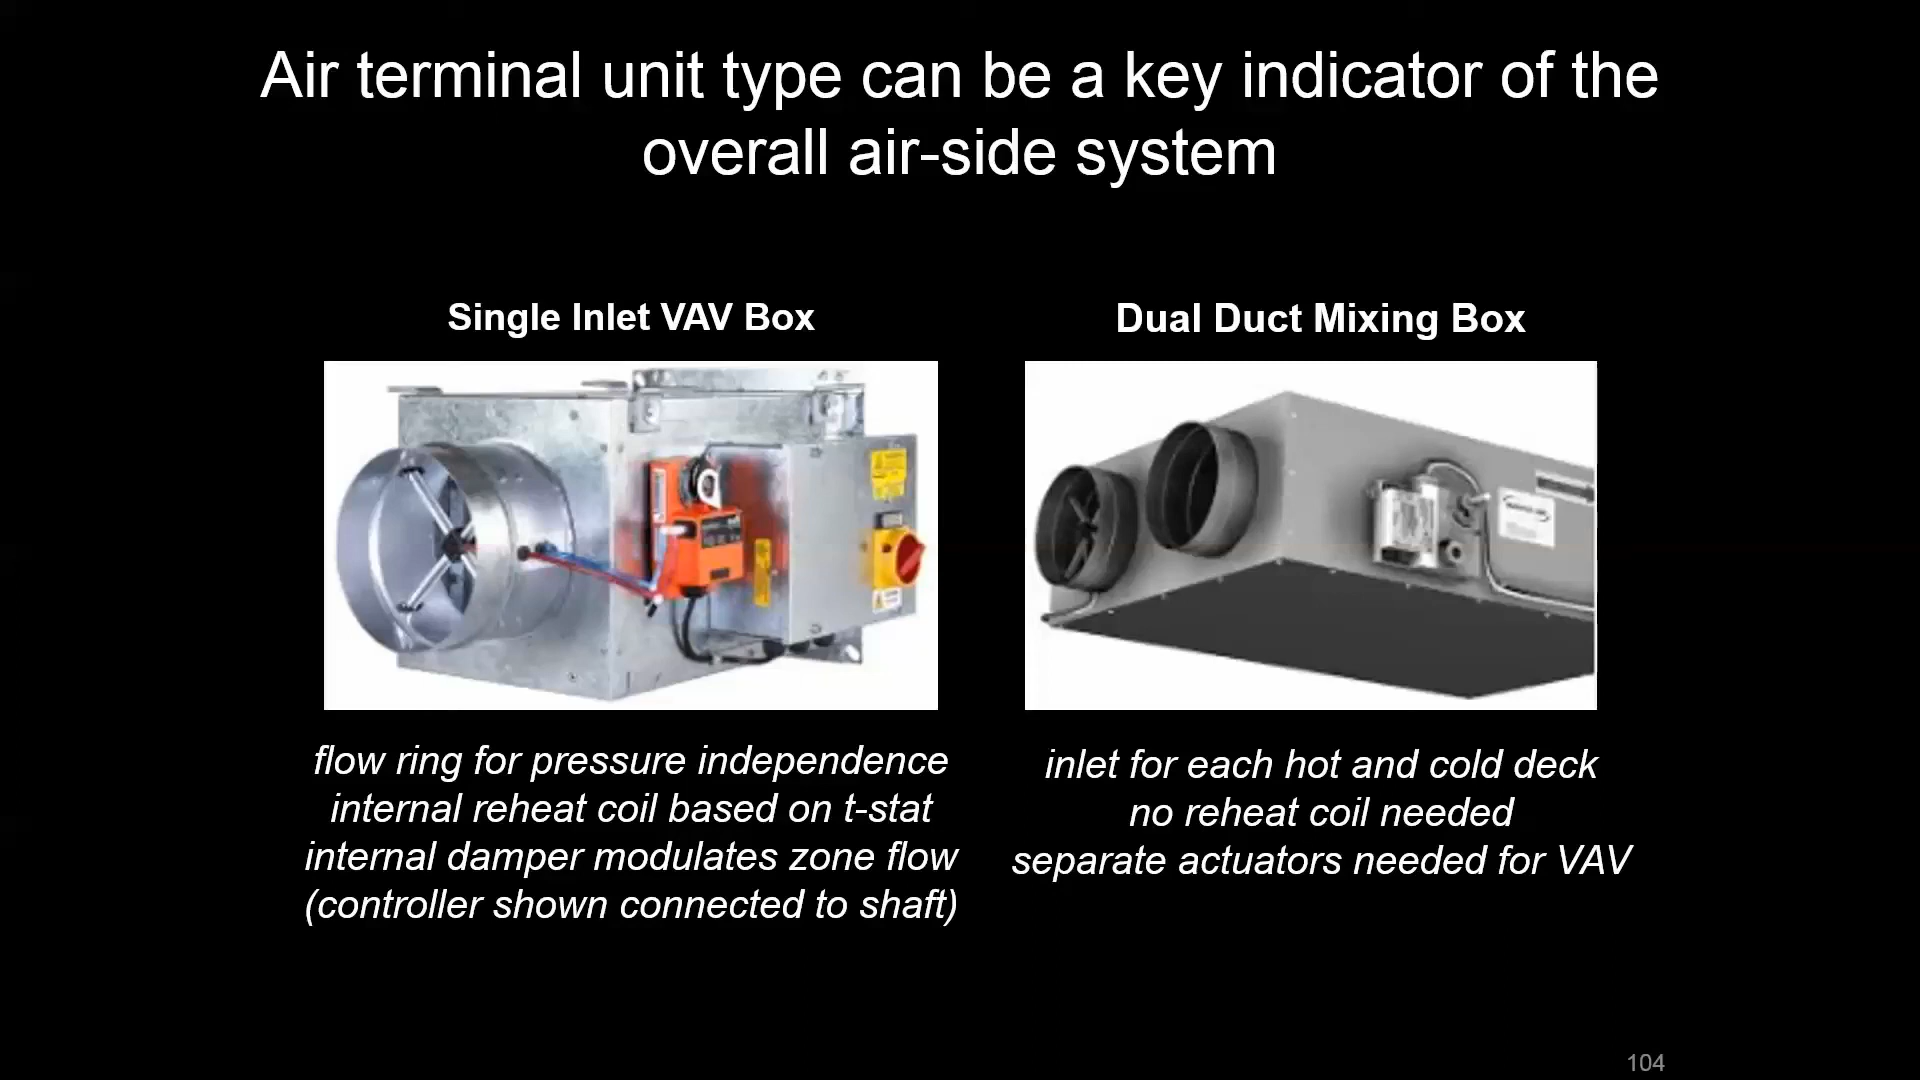 Air terminal unit type can be a key indicator of the
overall air-side system
Single Inlet VAV Box
Dual Duct Mixing Box
flow ring for pressure independence
internal reheat coil based on t-stat
internal damper modulates zone flow
(controller shown connected to shaft)
inlet for each hot and cold deck
no reheat coil needed
separate actuators needed for VAV
104